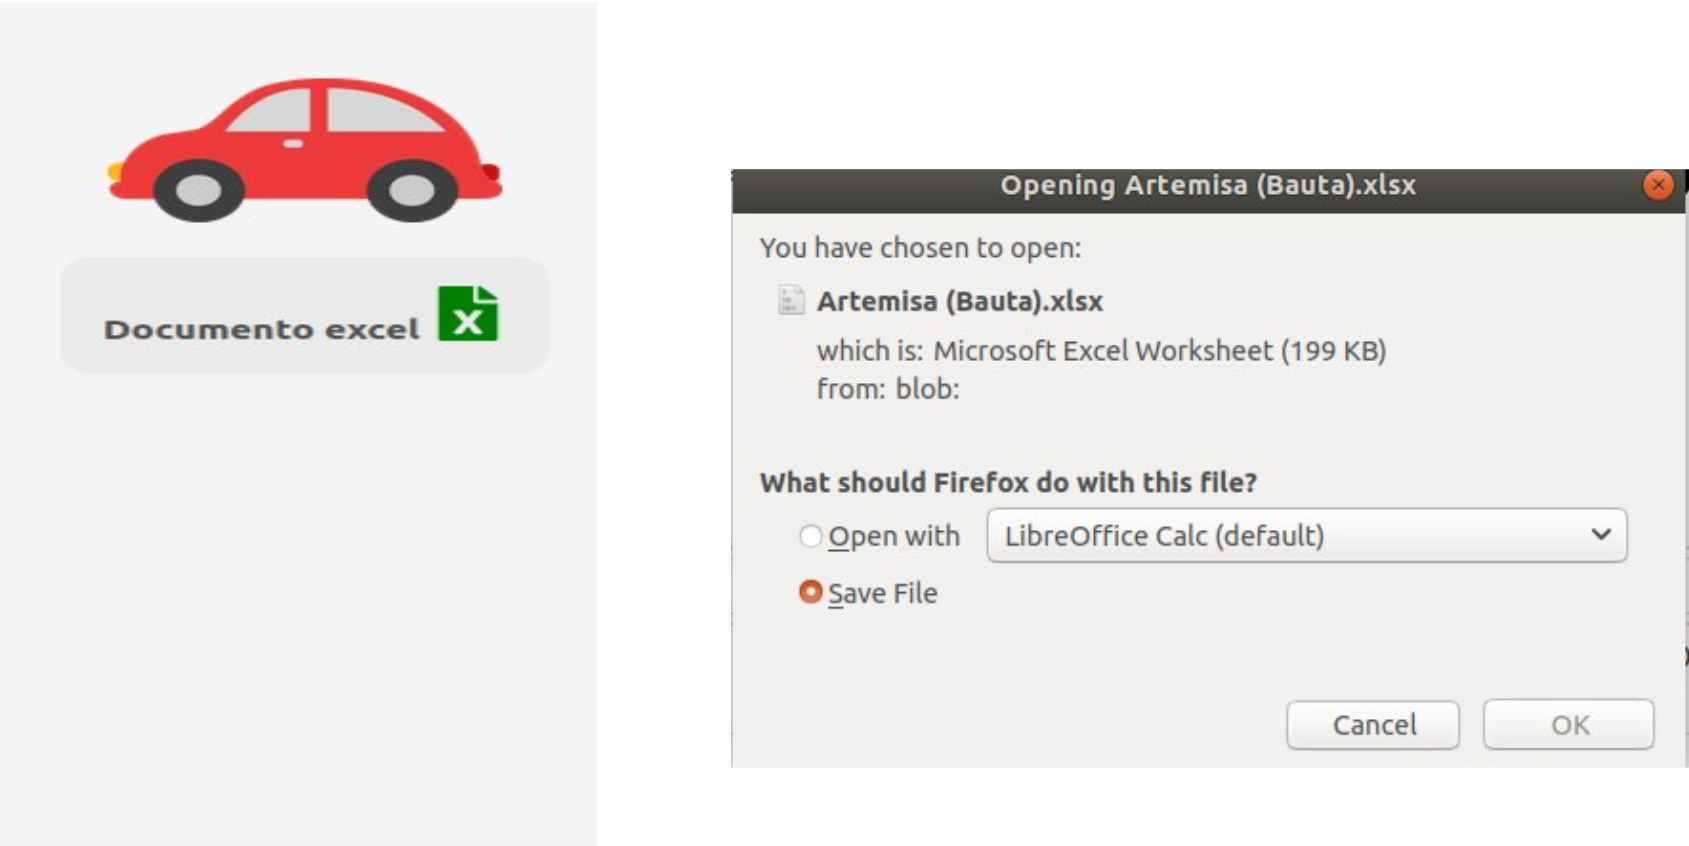 Documento excel
Opening Artemisa (Bauta).xlsx
You have chosen to open:
Artemisa (Bauta).xlsx
which is: Microsoft Excel Worksheet (199 KB)
from: blob:
What should Firefox do with this file?
Open with LibreOffice Calc (default)
Save File
Cancel OK